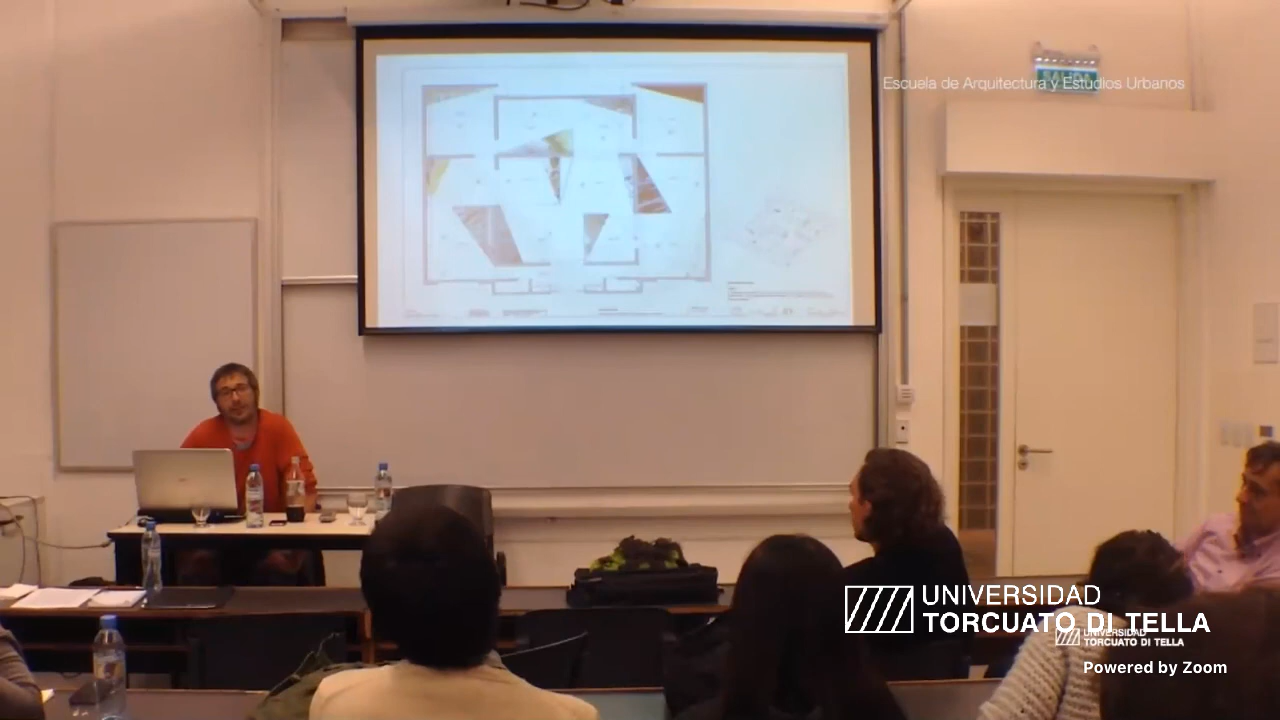 SALIDA
Escuela de Arquitectura y Estudios Urbanos
UNIVERSIDAD
TORCUATO DI TELLA
UNIVERSIDAD
TORCUATO DI TELLA
Powered by Zoom